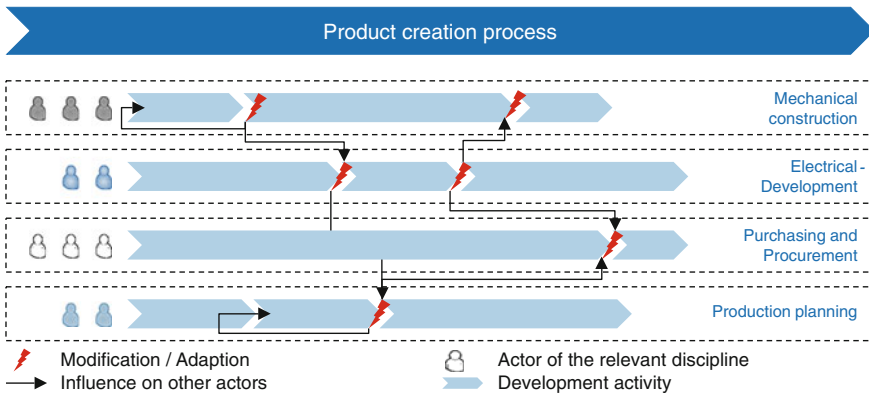 Product creation process
Mechanical
construction
Electrical-
Development
Purchasing and
Procurement
Production planning
Modification / Adaption
Actor of the relevant discipline
Influence on other actors
Development activity